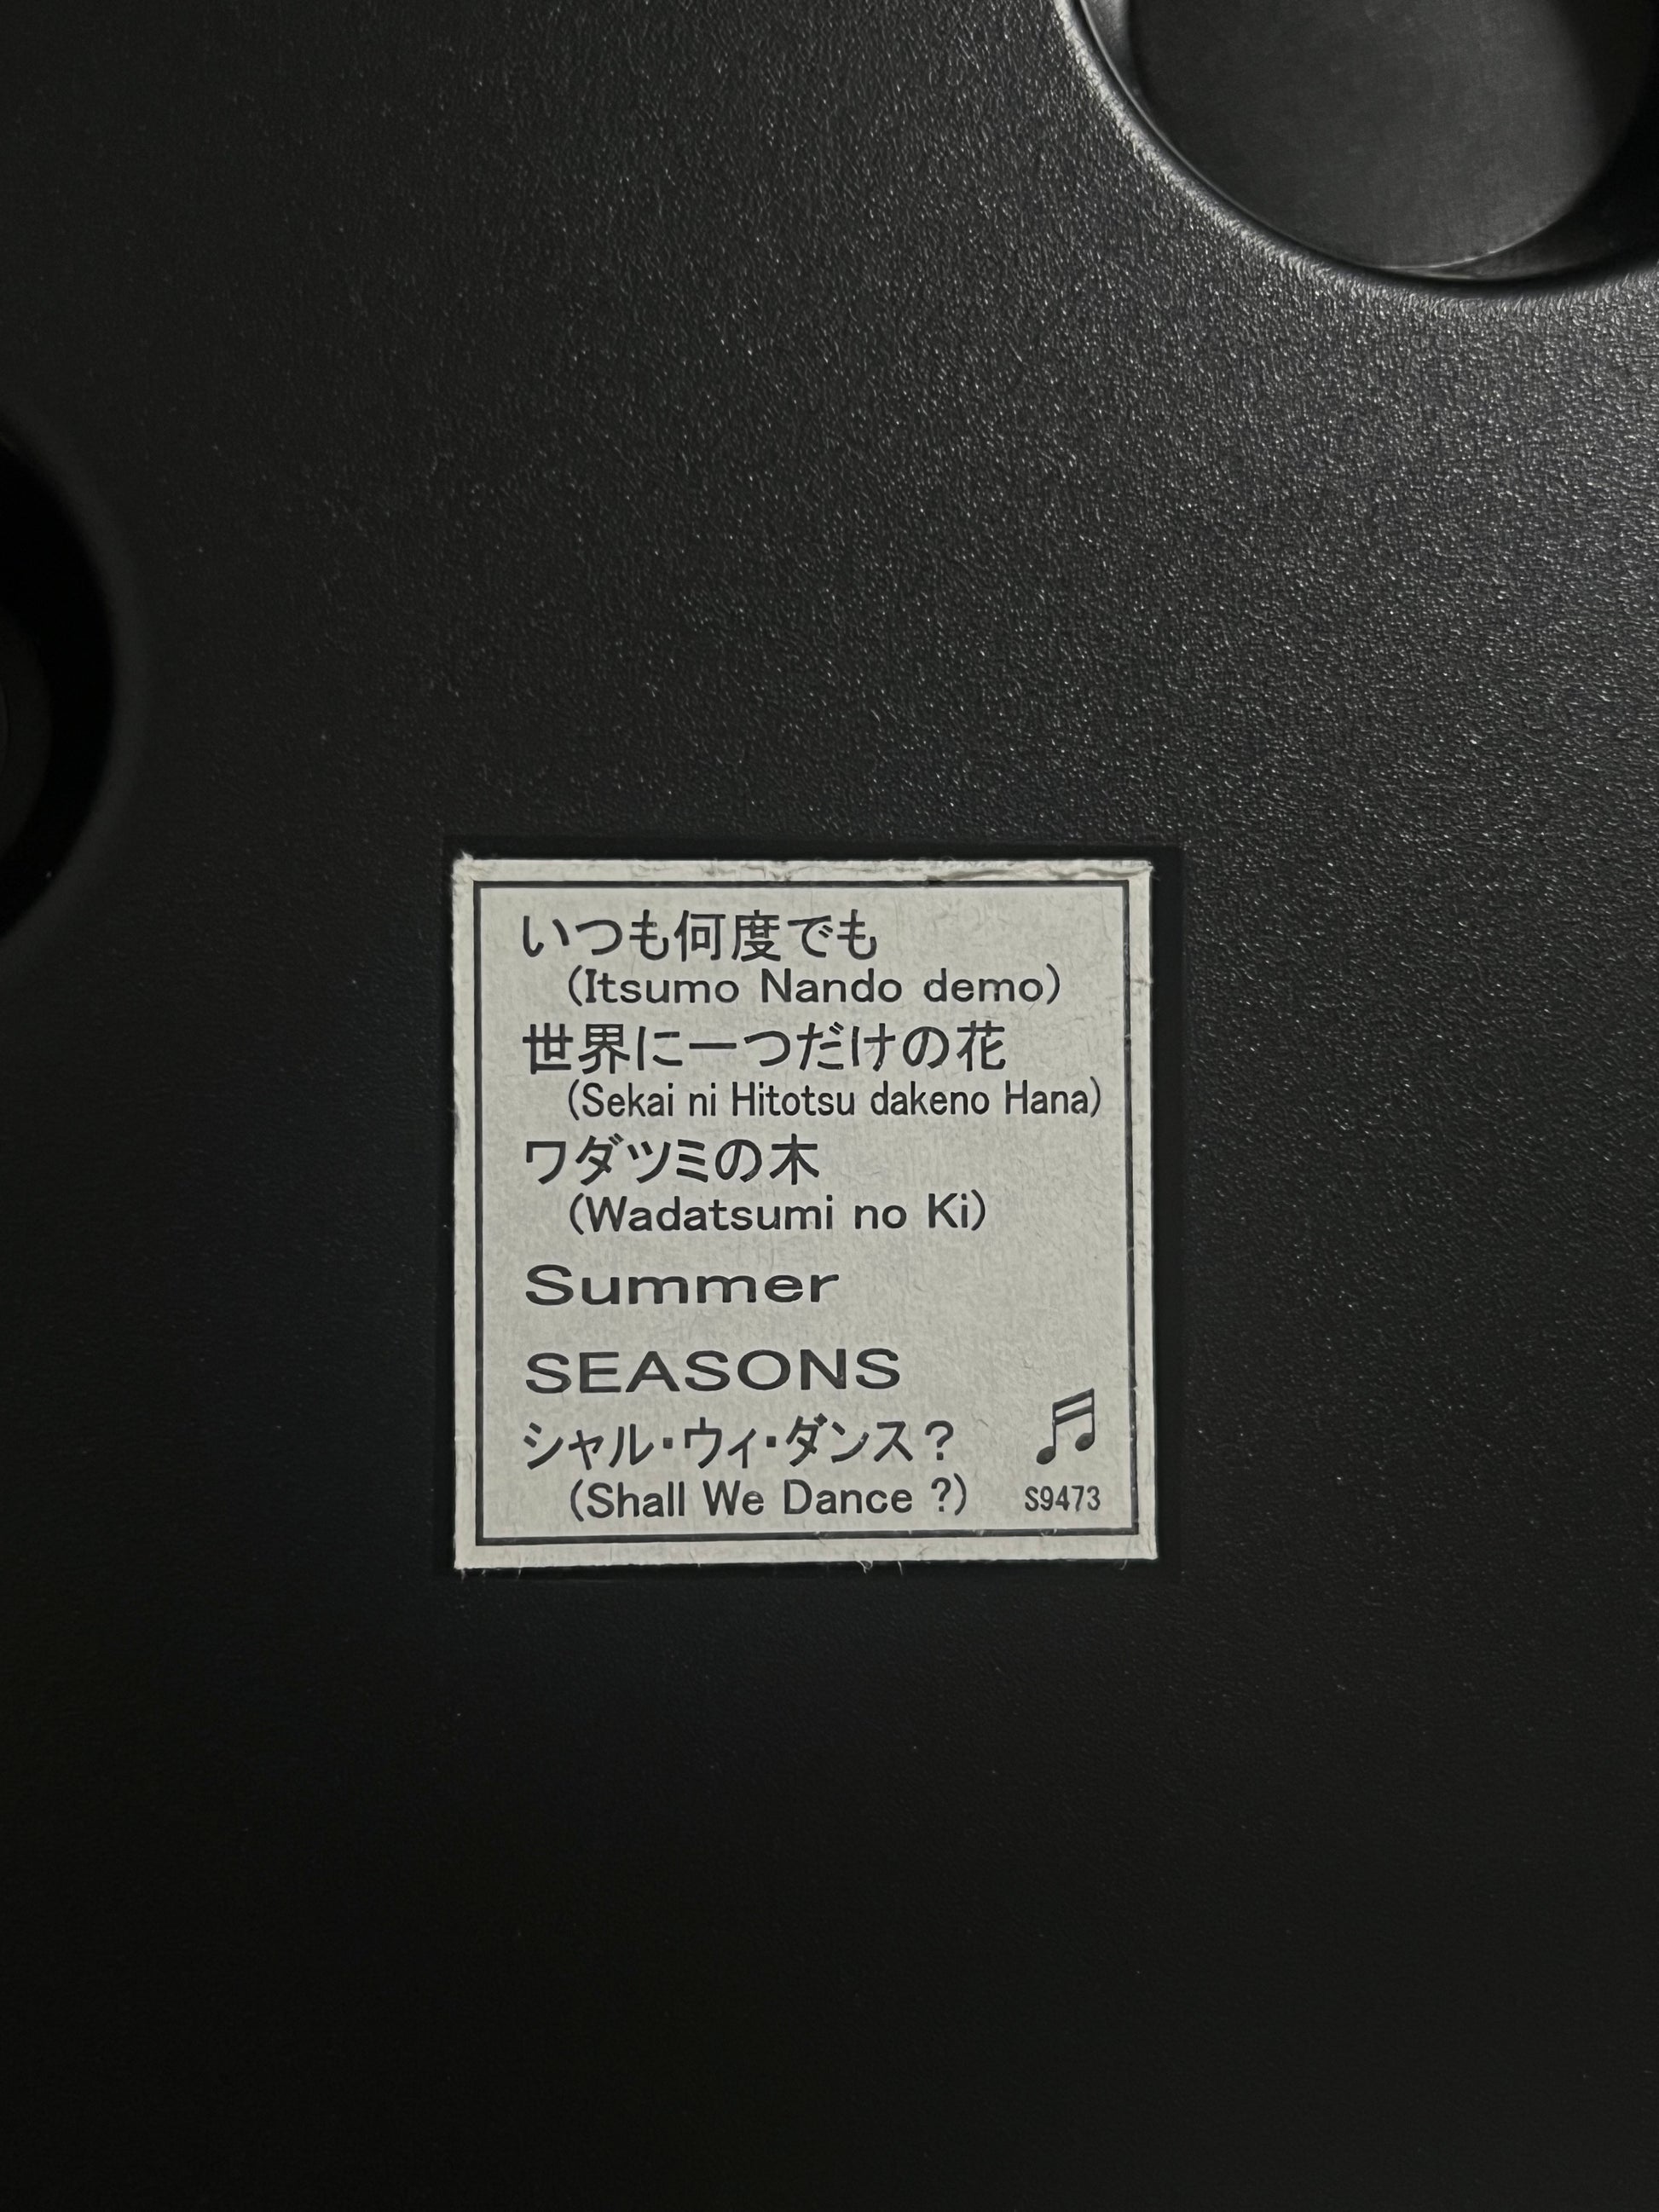 いつも何度でも
(Itsumo Nando demo)
世界に一つだけの花
(Sekai ni Hitotsu dakeno Hana)
ワダツミの木
(Wadatsumi no Ki)
Summer
SEASONS
シャル・ウィ・ダンス？
(Shall We Dance ?)
S9473